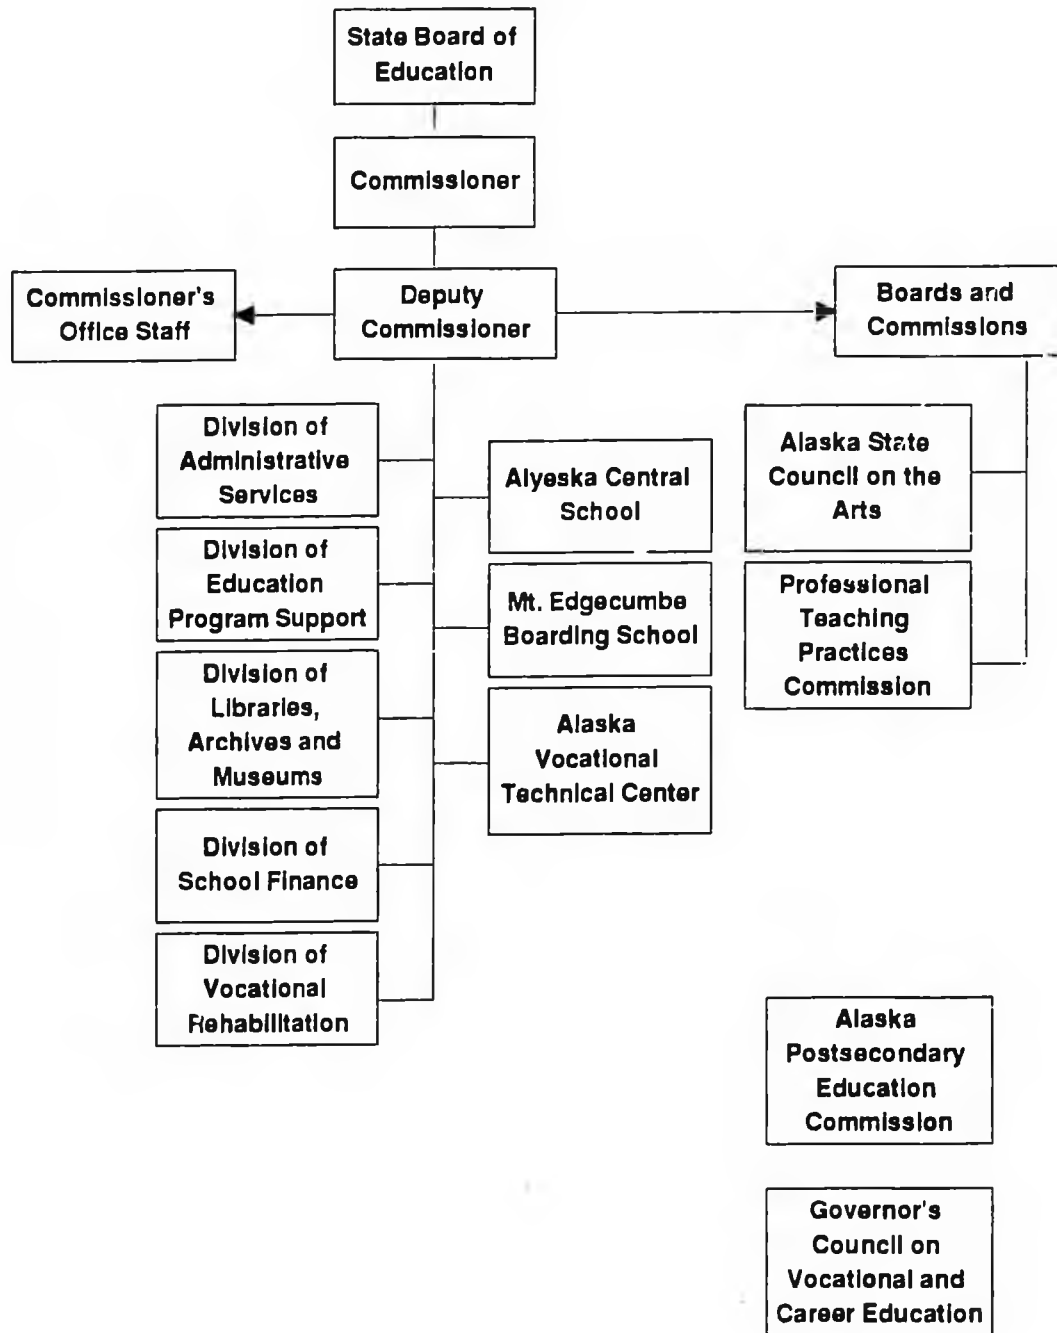 State Board of
Education
Commissioner
Commissioner's
Office Staff
Deputy
Commissioner
Boards and
Commissions
Division of
Administrative
Services
Division of
Education
Program Support
Division of
Libraries,
Archives and
Museums
Division of
School Finance
Division of
Vocational
Rehabilitation
Alyeska Central
School
Mt. Edgecumbe
Boarding School
Alaska
Vocational
Technical Center
Alaska State
Council on the
Arts
Professional
Teaching
Practices
Commission
Alaska
Postsecondary
Education
Commission
Governor's
Council on
Vocational and
Career Education